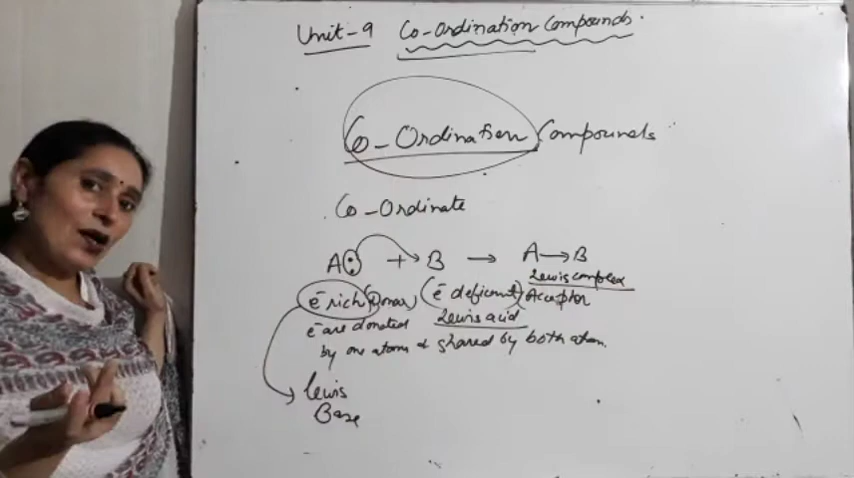 Unit-9 Co-Ordination Compounds.
Co-Ordination Compounds
Co-Ordinate
A: + B → A→B
Lewis complex
e⁻ rich (Donar) (e⁻ deficient) Acceptor
e⁻ are donated Lewis acid
by one atom & shared by both atom.
Lewis
Base